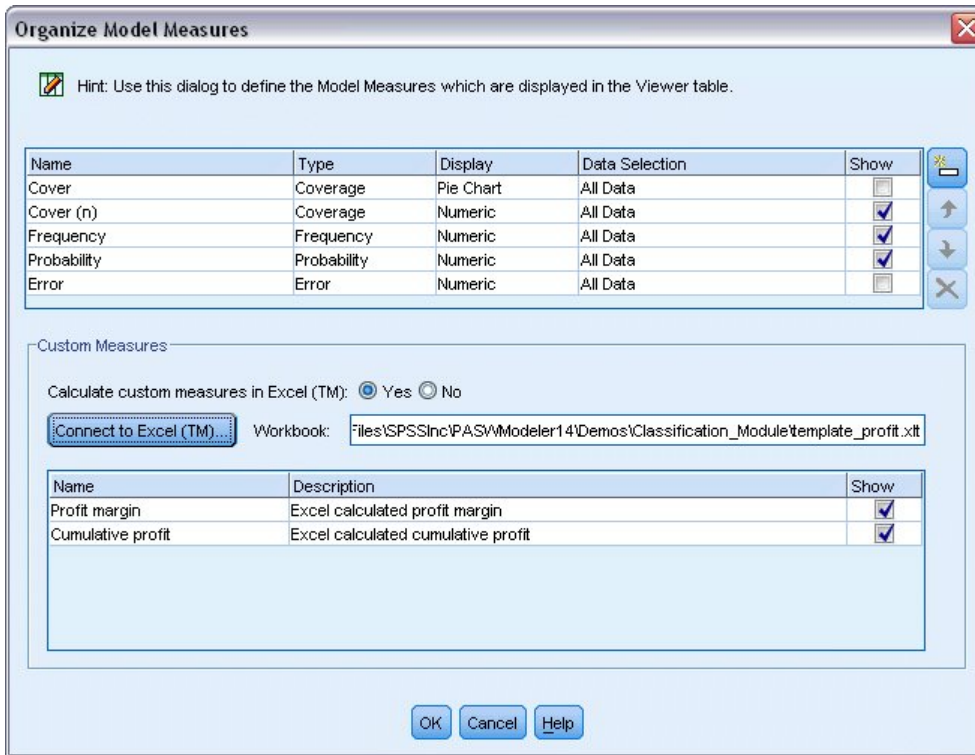 Organize Model Measures
Hint: Use this dialog to define the Model Measures which are displayed in the Viewer table.
Name Type Display Data Selection Show
Cover Coverage Pie Chart All Data
Cover (n) Coverage Numeric All Data
Frequency Frequency Numeric All Data
Probability Probability Numeric All Data
Error Error Numeric All Data
Custom Measures
Calculate custom measures in Excel (TM): Yes No
Connect to Excel (TM)... Workbook: Files\SPSSInc\PASWModeler14\Demos\Classification_Module\template_profit.xlt
Name Description Show
Profit margin Excel calculated profit margin
Cumulative profit Excel calculated cumulative profit
OK Cancel Help